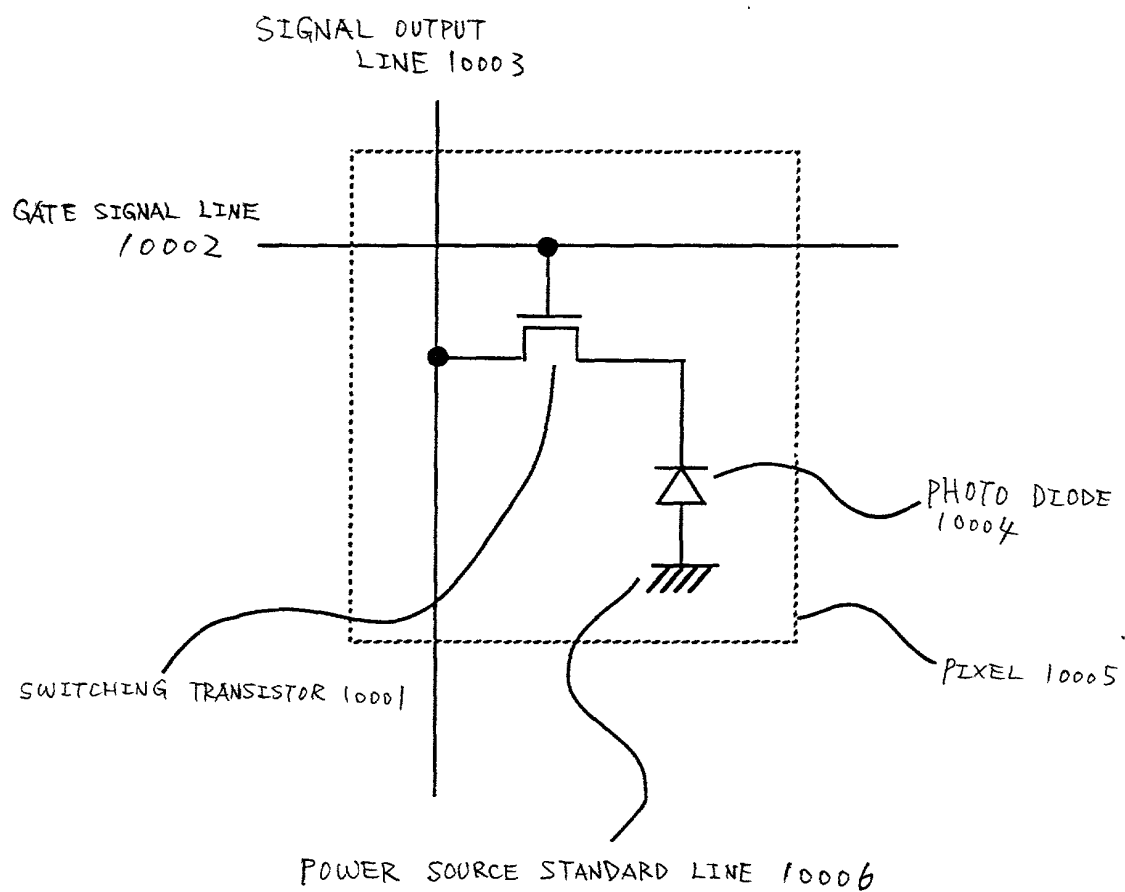 SIGNAL OUTPUT
LINE 10003
GATE SIGNAL LINE
10002
PHOTO DIODE
10004
PIXEL 10005
SWITCHING TRANSISTOR 10001
POWER SOURCE STANDARD LINE 10006